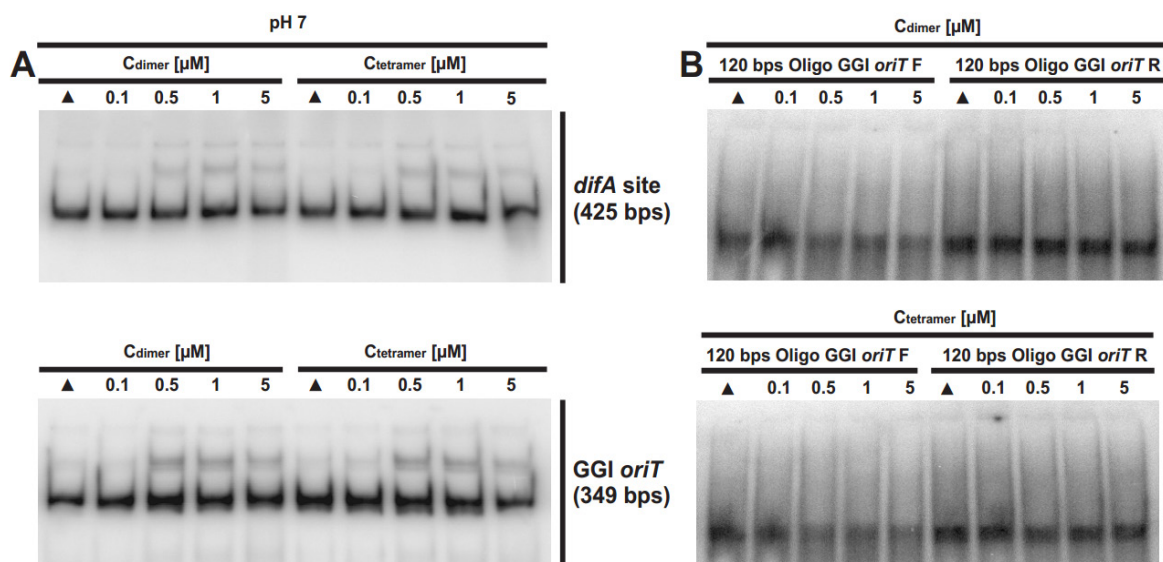 pH 7
A
Cdimer [µM]
Ctetramer [µM]
▲ 0.1 0.5 1 5 ▲ 0.1 0.5 1 5
difA site
(425 bps)
Cdimer [µM]
Ctetramer [µM]
▲ 0.1 0.5 1 5 ▲ 0.1 0.5 1 5
GGI oriT
(349 bps)
B
Cdimer [µM]
120 bps Oligo GGI oriT F
120 bps Oligo GGI oriT R
▲ 0.1 0.5 1 5 ▲ 0.1 0.5 1 5
Ctetramer [µM]
120 bps Oligo GGI oriT F
120 bps Oligo GGI oriT R
▲ 0.1 0.5 1 5 ▲ 0.1 0.5 1 5